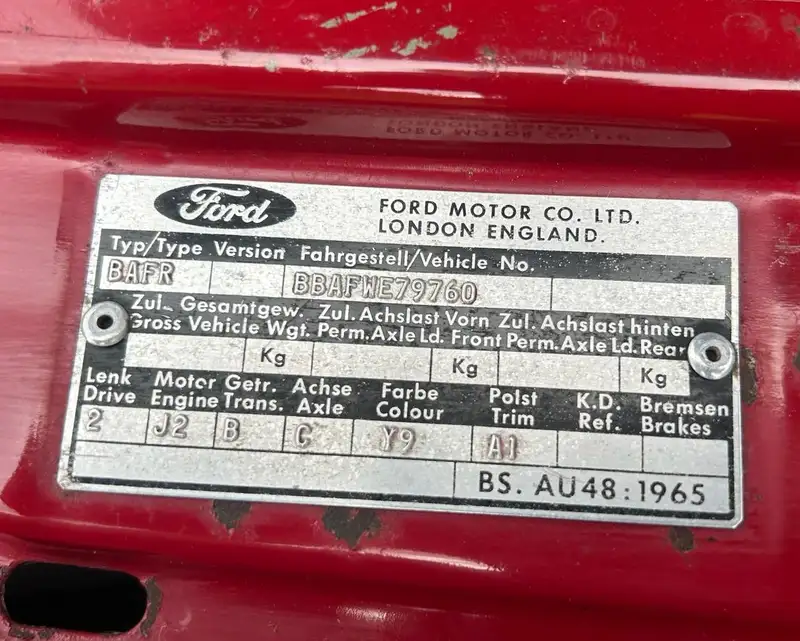 Ford
FORD MOTOR CO. LTD.
LONDON ENGLAND.
Typ/Type Version Fahrgestell/Vehicle No.
BAFR BBAFWE79760
Zul. Gesamtgew. Zul. Achslast Vorn Zul. Achslast hinten
Gross Vehicle Wgt. Perm. Axle Ld. Front Perm. Axle Ld. Rear
Kg Kg Kg
Lenk Motor Getr. Achse Farbe Polst K.D. Bremsen
Drive Engine Trans. Axle Colour Trim Ref. Brakes
2 J2 B C Y9 A1
BS. AU48:1965